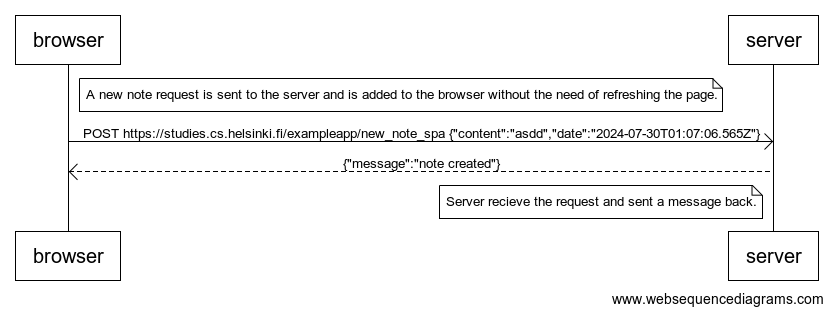 browser
server
A new note request is sent to the server and is added to the browser without the need of refreshing the page.
POST https://studies.cs.helsinki.fi/exampleapp/new_note_spa {"content":"asdd","date":"2024-07-30T01:07:06.565Z"}
{"message":"note created"}
Server recieve the request and sent a message back.
browser
server
www.websequencediagrams.com